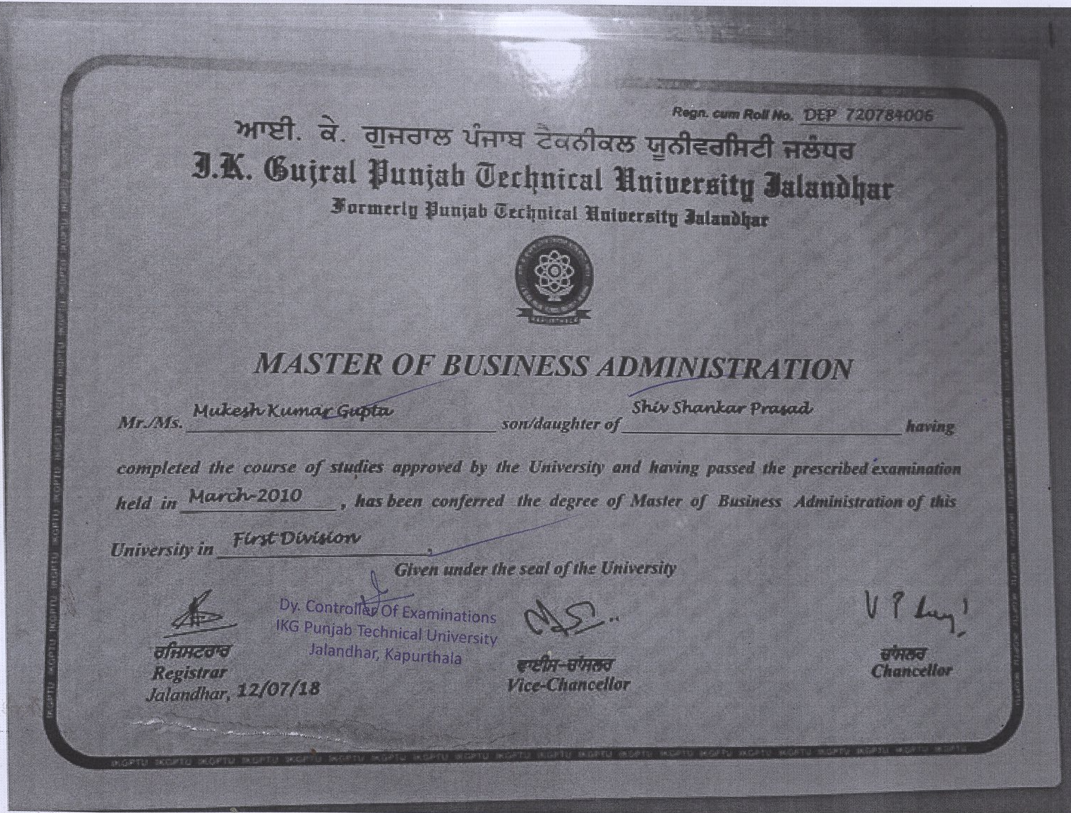 Regn. cum Roll No. DEP 720784006
ਆਈ. ਕੇ. ਗੁਜਰਾਲ ਪੰਜਾਬ ਟੈਕਨੀਕਲ ਯੂਨੀਵਰਸਿਟੀ ਜਲੰਧਰ
I.K. Gujral Punjab Technical University Jalandhar
Formerly Punjab Technical University Jalandhar
MASTER OF BUSINESS ADMINISTRATION
Mr./Ms. Mukesh Kumar Gupta son/daughter of Shiv Shankar Prasad having
completed the course of studies approved by the University and having passed the prescribed examination
held in March-2010 , has been conferred the degree of Master of Business Administration of this
University in First Division ,
Given under the seal of the University
Dy. Controller Of Examinations
IKG Punjab Technical University
Jalandhar, Kapurthala
ਰਜਿਸਟਰਾਰ
Registrar
Jalandhar, 12/07/18
ਵਾਈਸ-ਚਾਂਸਲਰ
Vice-Chancellor
ਚਾਂਸਲਰ
Chancellor